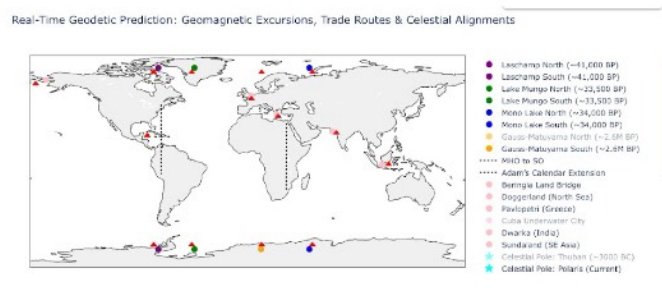 Real-Time Geodetic Prediction: Geomagnetic Excursions, Trade Routes & Celestial Alignments
Laschamp North (~41,000 BP)
Laschamp South (~41,000 BP)
Lake Mungo North (~33,500 BP)
Lake Mungo South (~33,500 BP)
Mono Lake North (~34,000 BP)
Mono Lake South (~34,000 BP)
Gauss-Matuyama North (~2.6M BP)
Gauss-Matuyama South (~2.6M BP)
MHO to SO
Adam's Calendar Extension
Beringia Land Bridge
Doggerland (North Sea)
Pavlopetri (Greece)
Cuba Underwater City
Dwarka (India)
Sundaland (SE Asia)
Celestial Pole: Thuban (~3000 BC)
Celestial Pole: Polaris (Current)